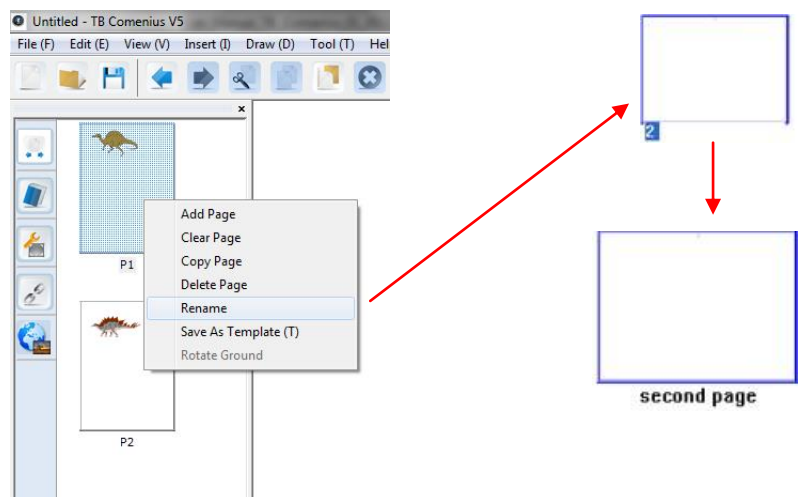 Untitled - TB Comenius V5
File (F) Edit (E) View (V) Insert (I) Draw (D) Tool (T) Hel
P1
Add Page
Clear Page
Copy Page
Delete Page
Rename
Save As Template (T)
Rotate Ground
P2
2
second page